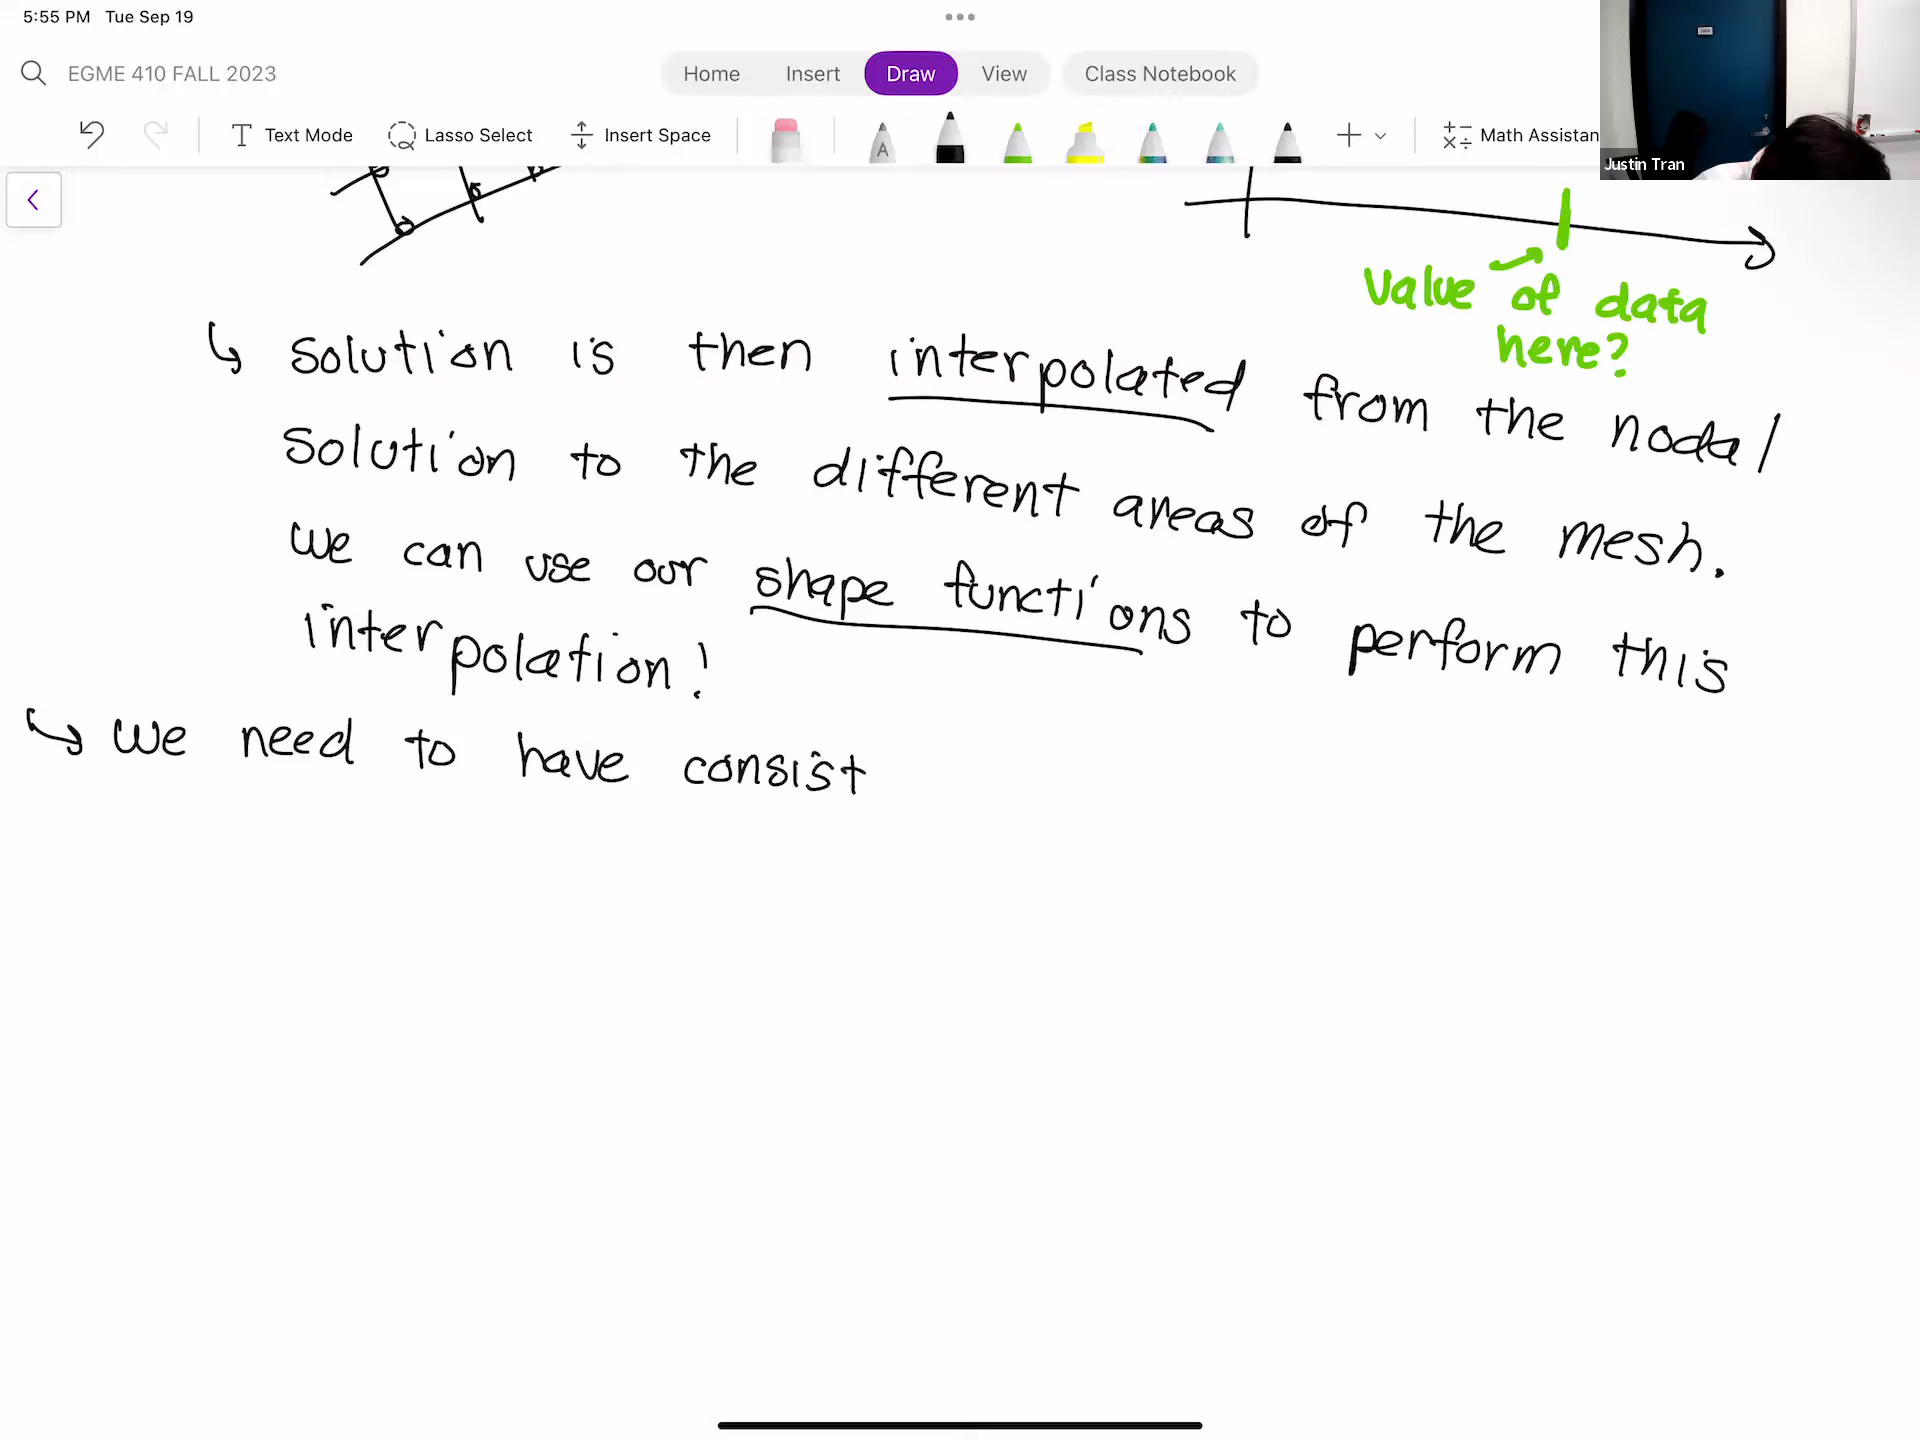 5:55 PM Tue Sep 19
EGME 410 FALL 2023
Home Insert Draw View Class Notebook
Text Mode Lasso Select Insert Space A Math Assistan
Justin Tran
value of data
here?
solution is then interpolated from the nodal
solution to the different areas of the mesh.
we can use our shape functions to perform this
interpolation!
we need to have consist